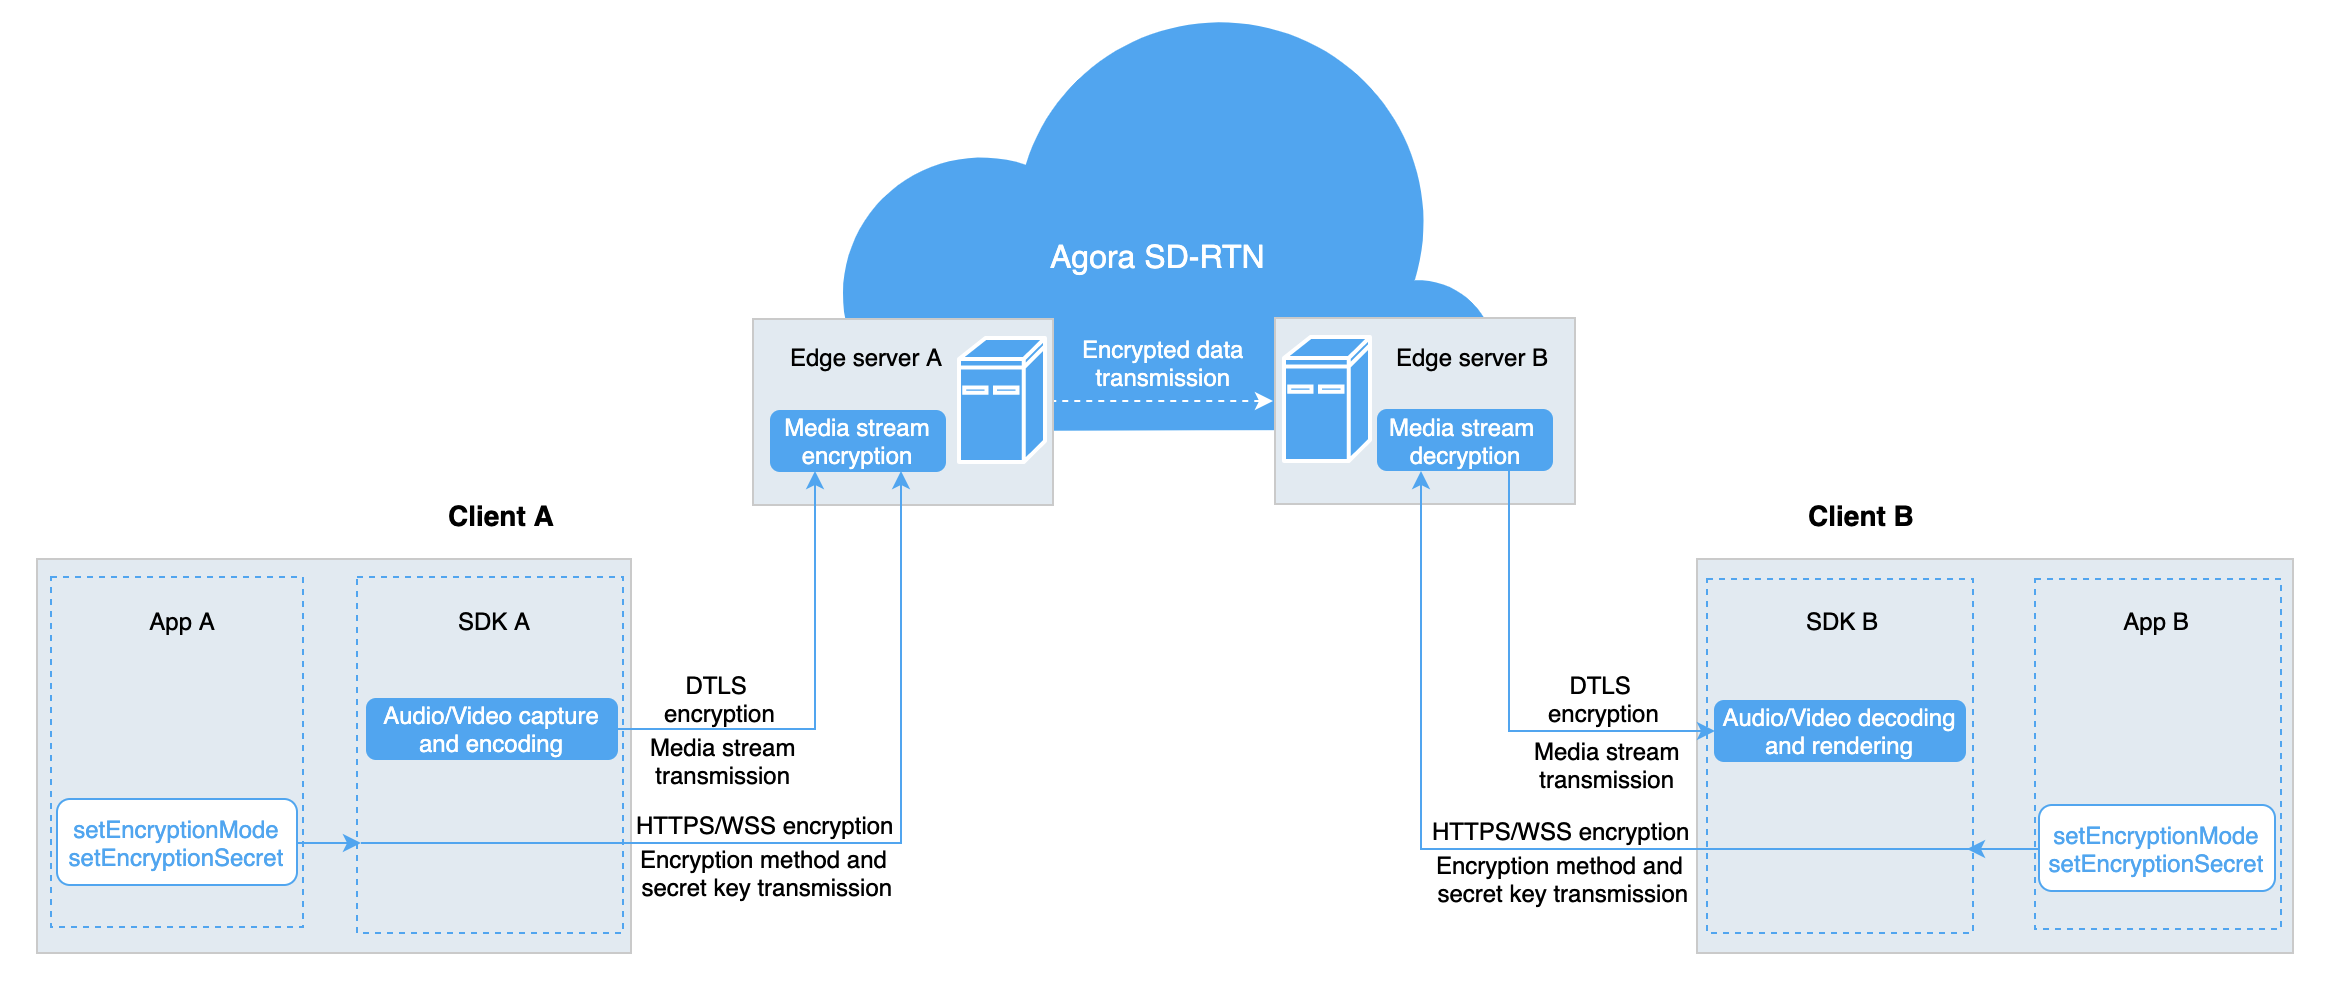 Agora SD-RTN
Edge server A
Encrypted data
transmission
Edge server B
Media stream
encryption
Media stream
decryption
Client A
Client B
App A
SDK A
SDK B
App B
DTLS
encryption
Media stream
transmission
Audio/Video capture
and encoding
DTLS
encryption
Media stream
transmission
Audio/Video decoding
and rendering
setEncryptionMode
setEncryptionSecret
HTTPS/WSS encryption
Encryption method and
secret key transmission
HTTPS/WSS encryption
Encryption method and
secret key transmission
setEncryptionMode
setEncryptionSecret